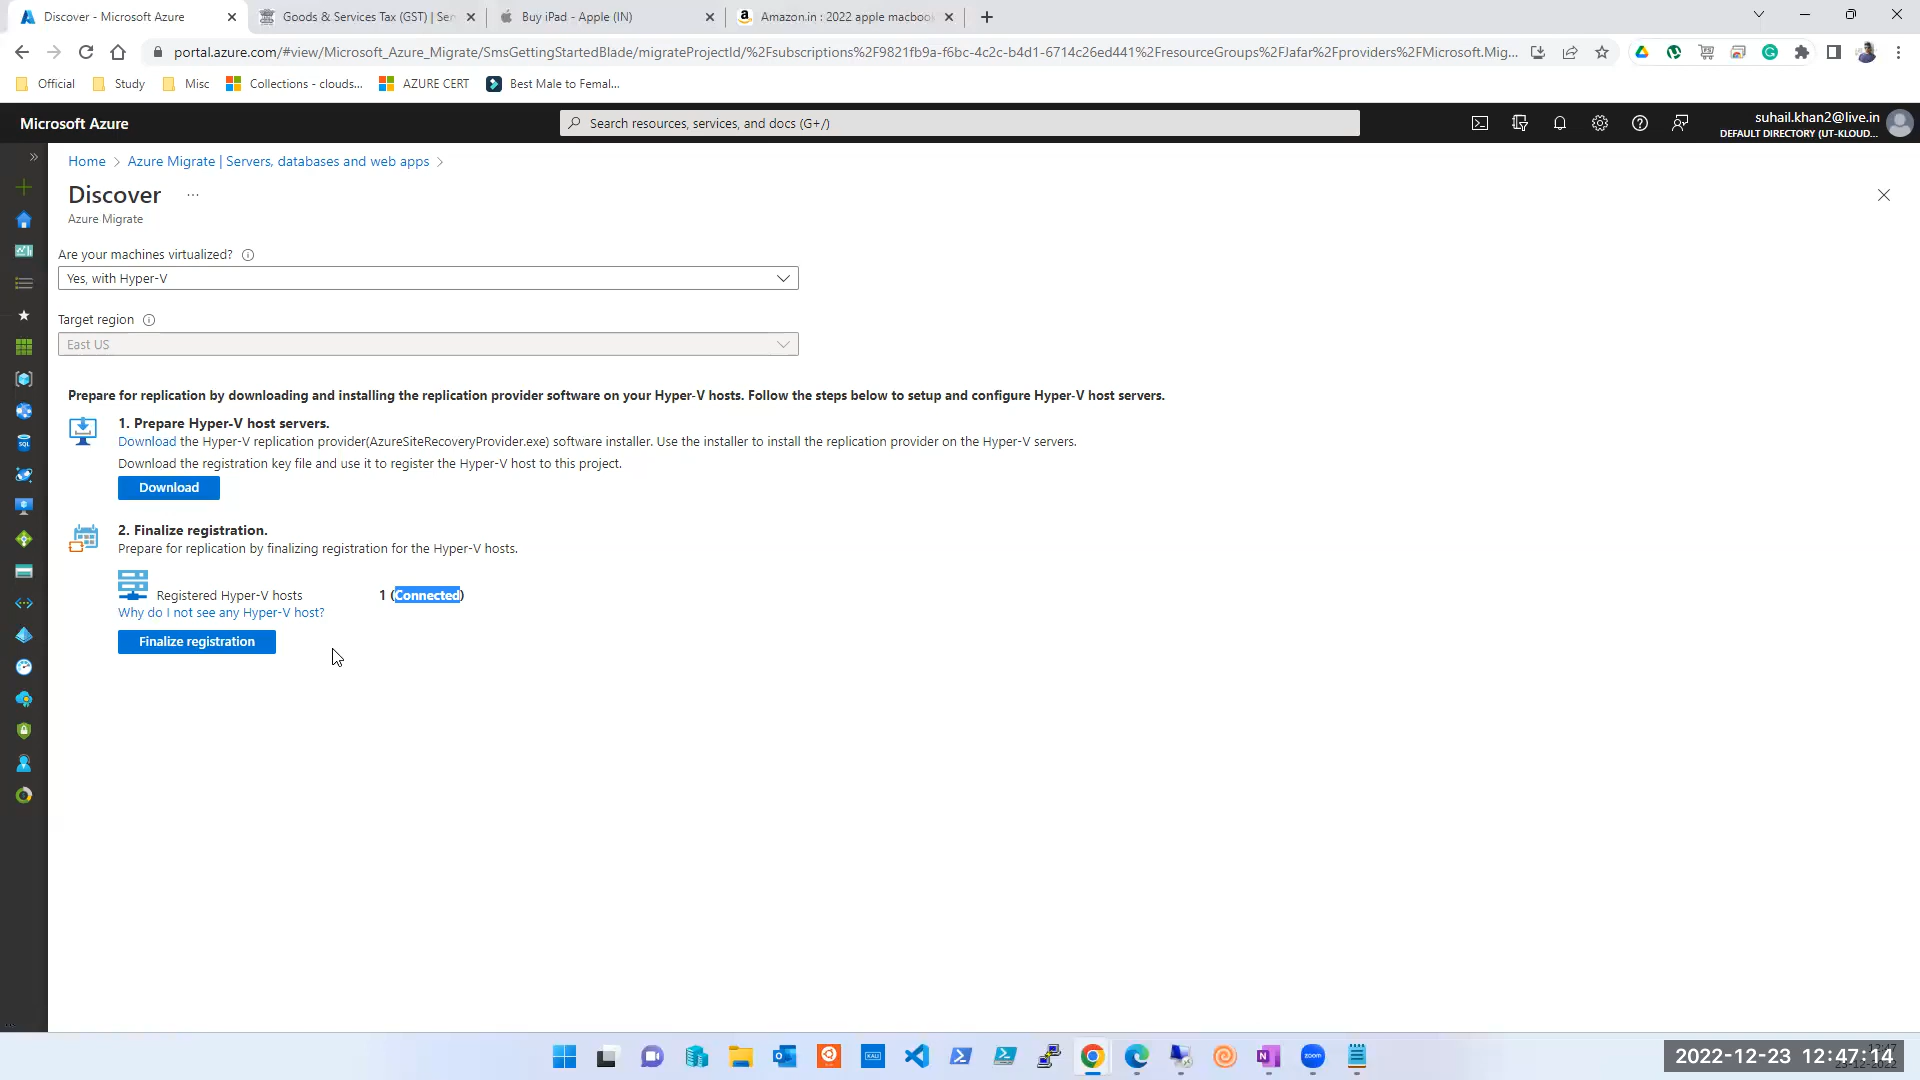 Discover - Microsoft Azure
Goods & Services Tax (GST) | Ser
Buy iPad - Apple (IN)
Amazon.in : 2022 apple macboo
portal.azure.com/#view/Microsoft_Azure_Migrate/SmsGettingStartedBlade/migrateProjectId/%2Fsubscriptions%2F9821fb9a-f6bc-4c2c-b4d1-6714c26ed441%2FresourceGroups%2FJafar%2Fproviders%2FMicrosoft.Mig...
Official
Study
Misc
Collections - clouds...
AZURE CERT
Best Male to Femal...
Microsoft Azure
Search resources, services, and docs (G+/)
suhail.khan2@live.in
DEFAULT DIRECTORY (UT-KLOUD...
Home > Azure Migrate | Servers, databases and web apps >
Discover ...
Azure Migrate
Are your machines virtualized?
Yes, with Hyper-V
Target region
East US
Prepare for replication by downloading and installing the replication provider software on your Hyper-V hosts. Follow the steps below to setup and configure Hyper-V host servers.
1. Prepare Hyper-V host servers.
Download the Hyper-V replication provider(AzureSiteRecoveryProvider.exe) software installer. Use the installer to install the replication provider on the Hyper-V servers.
Download the registration key file and use it to register the Hyper-V host to this project.
Download
2. Finalize registration.
Prepare for replication by finalizing registration for the Hyper-V hosts.
Registered Hyper-V hosts 1 (Connected)
Why do I not see any Hyper-V host?
Finalize registration
SQL
KALI
N
zoom
2022-12-23 12:47:14